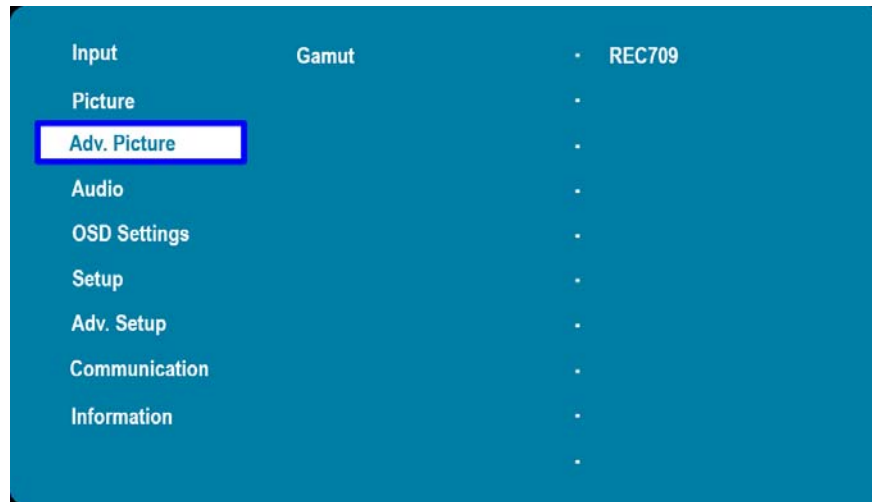 Input Gamut REC709
Picture
Adv. Picture
Audio
OSD Settings
Setup
Adv. Setup
Communication
Information